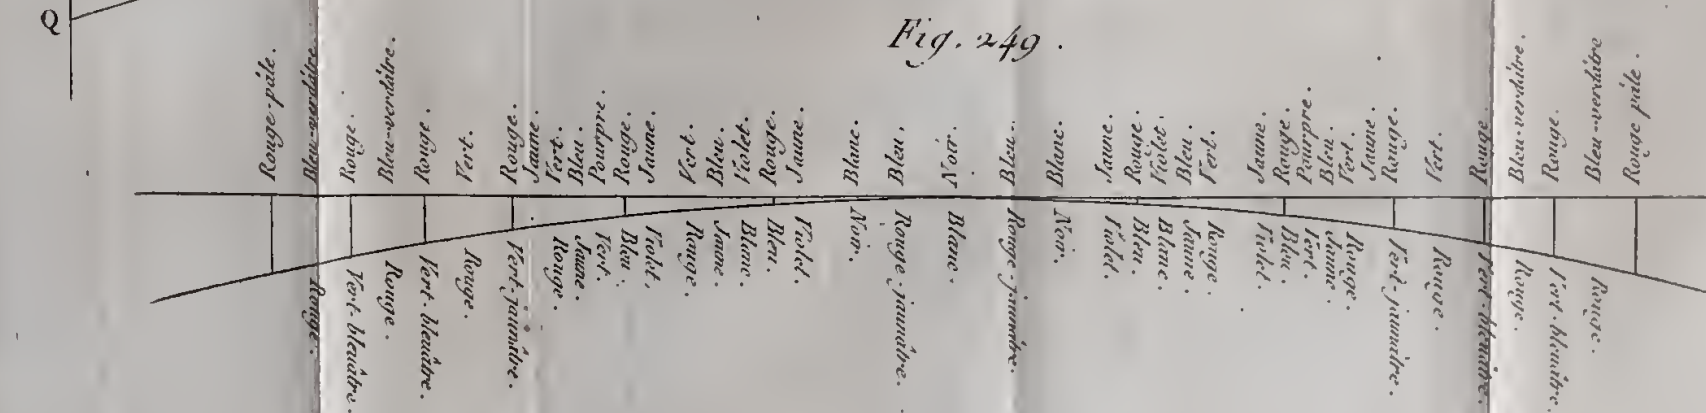 Q
Fig. 249.
Rouge-pâle.
Bleu-verdâtre.
Rouge.
Bleu-verdâtre.
Rouge.
Vert.
Rouge.
Jaune.
Vert.
Bleu.
Pourpre.
Rouge.
Jaune.
Vert.
Bleu.
Violet.
Rouge.
Jaune.
Blanc.
Bleu.
Noir.
Bleu.
Blanc.
Jaune.
Rouge.
Violet.
Bleu.
Vert.
Jaune.
Rouge.
Pourpre.
Bleu.
Vert.
Jaune.
Rouge.
Vert.
Rouge.
Bleu-verdâtre.
Rouge.
Bleu-verdâtre
Rouge pâle.
Rouge.
Vert-bleuâtre.
Rouge.
Vert-bleuâtre.
Rouge.
Vert-jaunâtre.
Rouge.
Jaune.
Vert.
Bleu.
Violet.
Rouge.
Jaune.
Blanc.
Bleu.
Violet.
Noir.
Rouge-jaunâtre.
Blanc.
Rouge-jaunâtre.
Noir.
Violet.
Bleu.
Blanc.
Jaune.
Rouge.
Violet.
Bleu.
Vert.
Jaune.
Rouge.
Vert-jaunâtre.
Rouge.
Vert-bleuâtre.
Rouge.
Vert-bleuâtre.
Rouge.